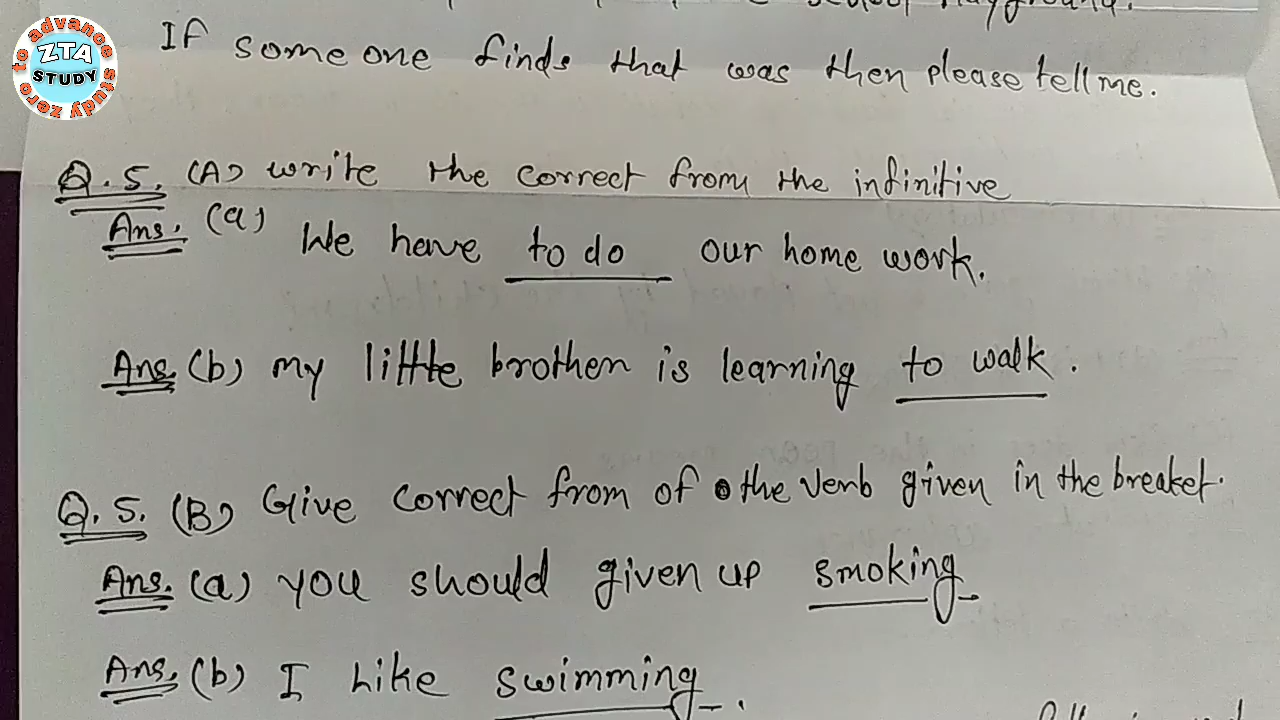 school playground.
If some one finds that was then please tell me.
zero to advance study
ZTA
STUDY
Q.5. (A) write the correct from the infinitive
Ans. (a) We have to do our home work.
Ans. (b) my little brother is learning to walk.
Q.5. (B) Give correct from of the verb given in the breaket.
Ans. (a) you should given up smoking
Ans. (b) I like swimming.